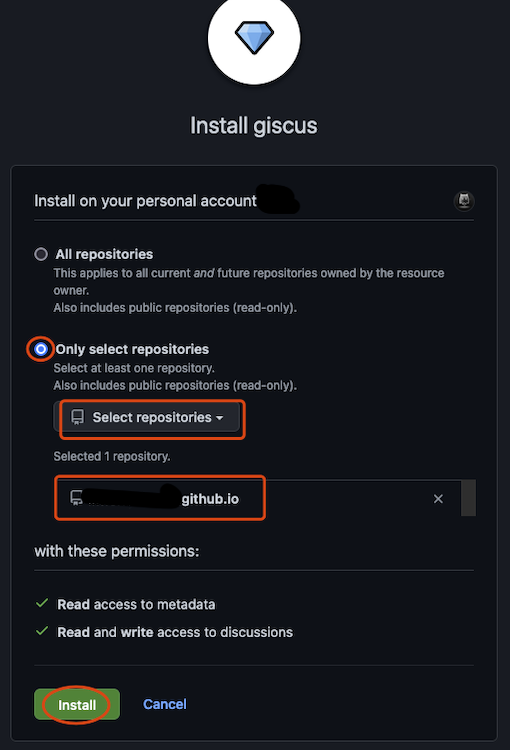 Install giscus
Install on your personal account
All repositories
This applies to all current and future repositories owned by the resource
owner.
Also includes public repositories (read-only).
Only select repositories
Select at least one repository.
Also includes public repositories (read-only).
Select repositories
Selected 1 repository.
github.io
with these permissions:
Read access to metadata
Read and write access to discussions
Install
Cancel